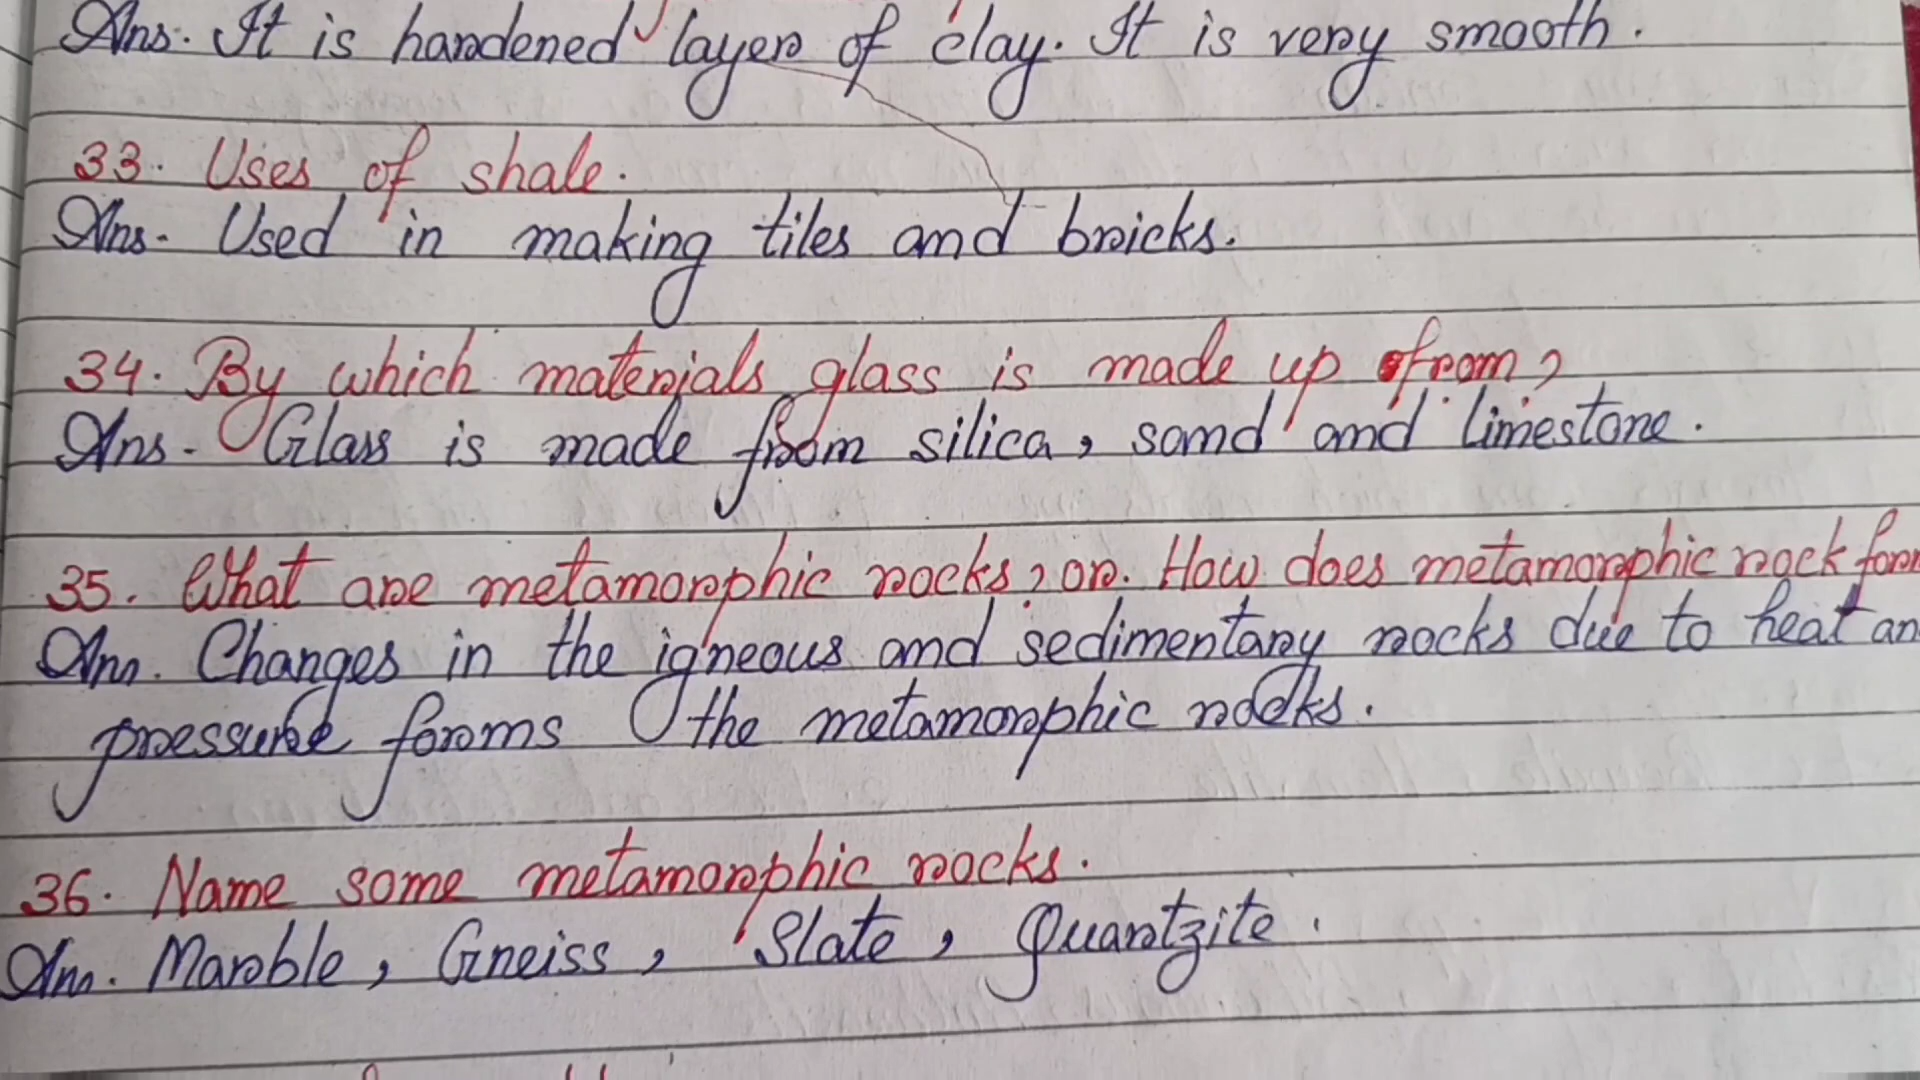 Ans. It is hardened layer of clay. It is very smooth.
33. Uses of shale.
Ans. Used in making tiles and bricks.
34. By which materials glass is made up from?
Ans. Glass is made from silica, sand and limestone.
35. What are metamorphic rocks? or. How does metamorphic rock form
Ans. Changes in the igneous and sedimentary rocks due to heat an
pressure forms the metamorphic rocks.
36. Name some metamorphic rocks.
Ans. Marble, Gneiss, Slate, Quartzite.